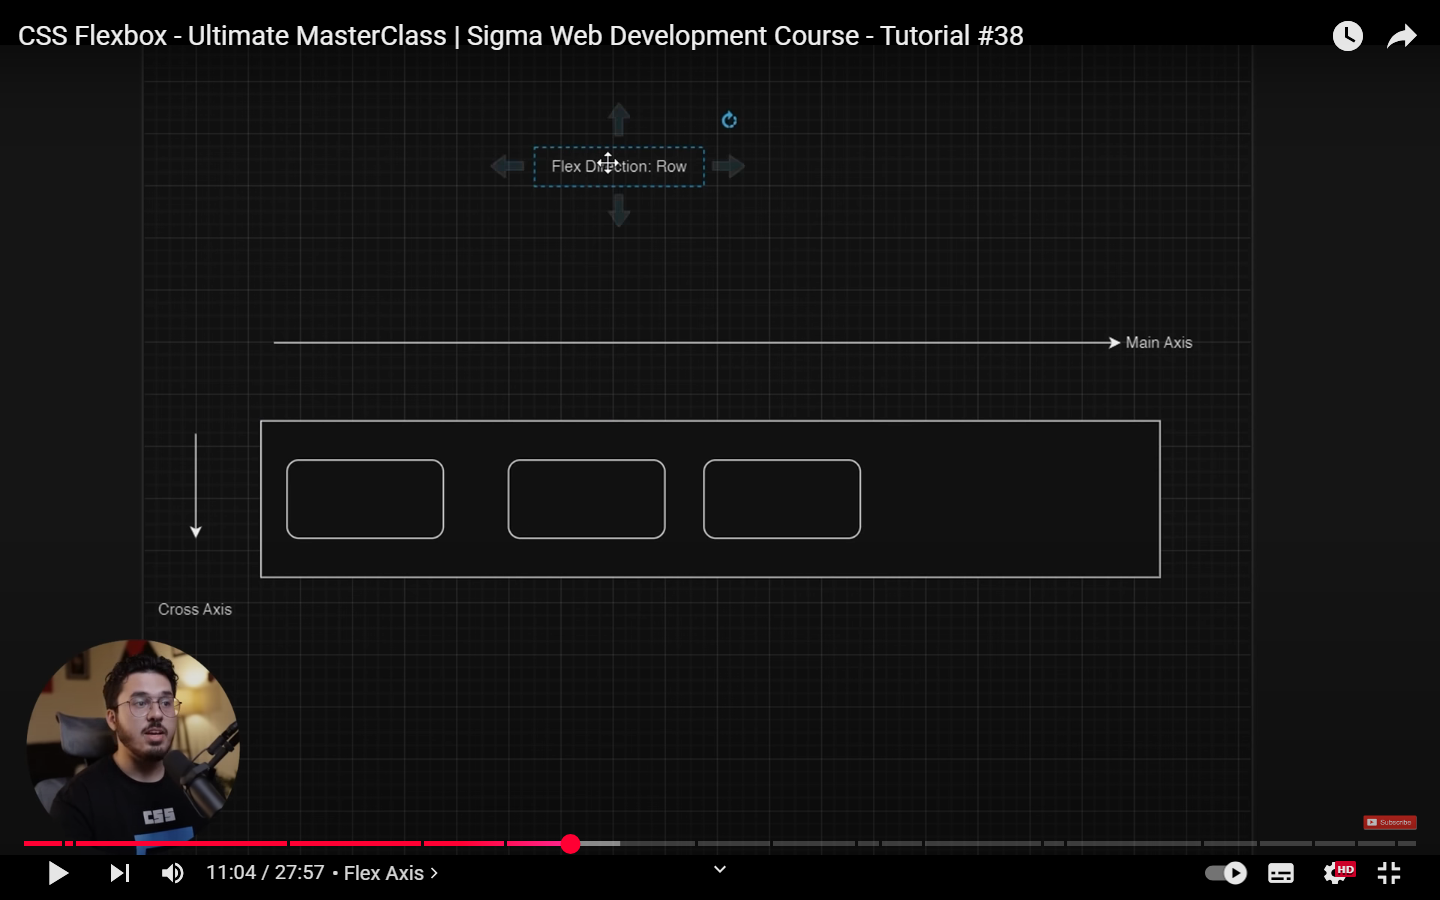 CSS Flexbox - Ultimate MasterClass | Sigma Web Development Course - Tutorial #38
Flex Direction: Row
Main Axis
Cross Axis
CSS
Subscribe
11:04 / 27:57 • Flex Axis >
HD